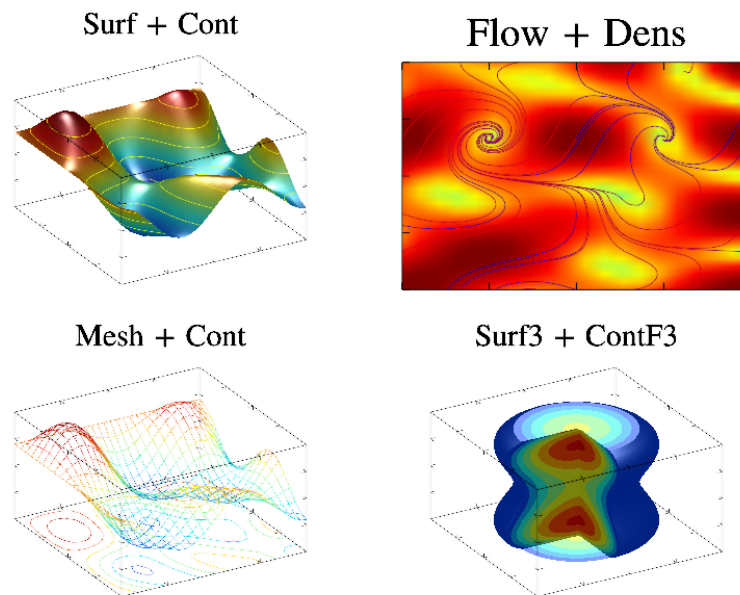 Surf + Cont
Flow + Dens
Mesh + Cont
Surf3 + ContF3